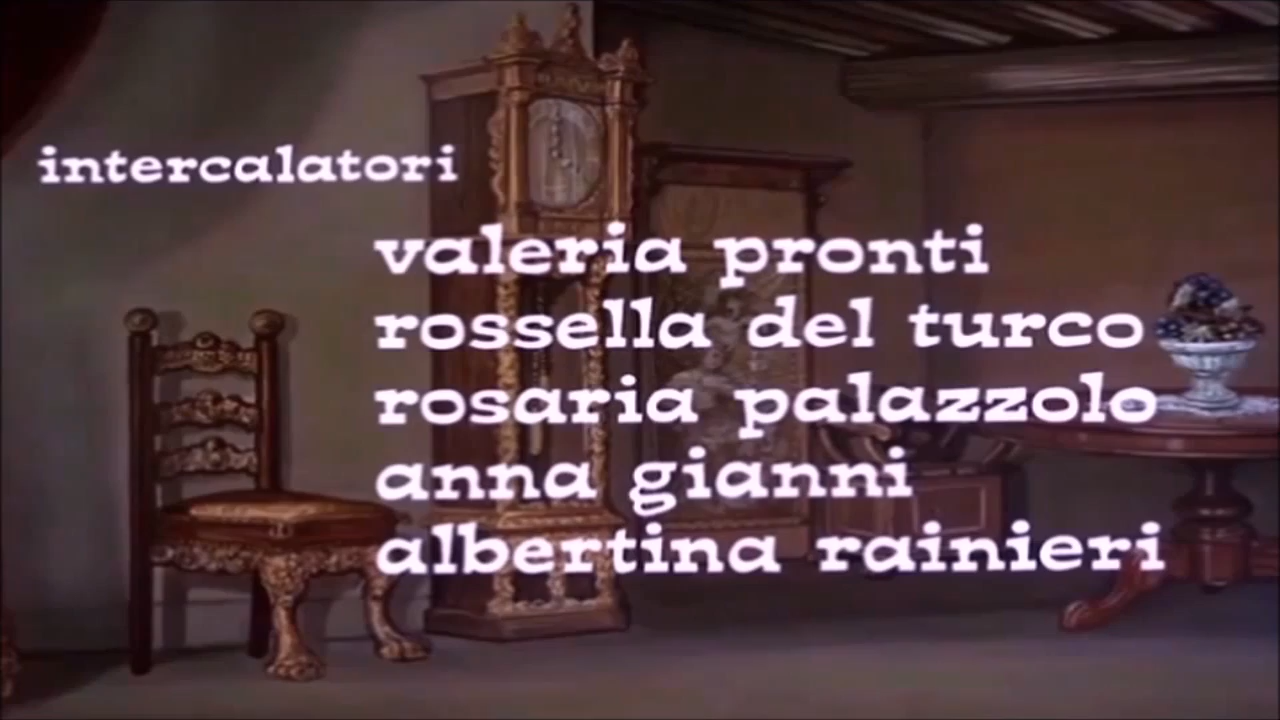 intercalatori
valeria pronti
rossella del turco
rosaria palazzolo
anna gianni
albertina rainieri